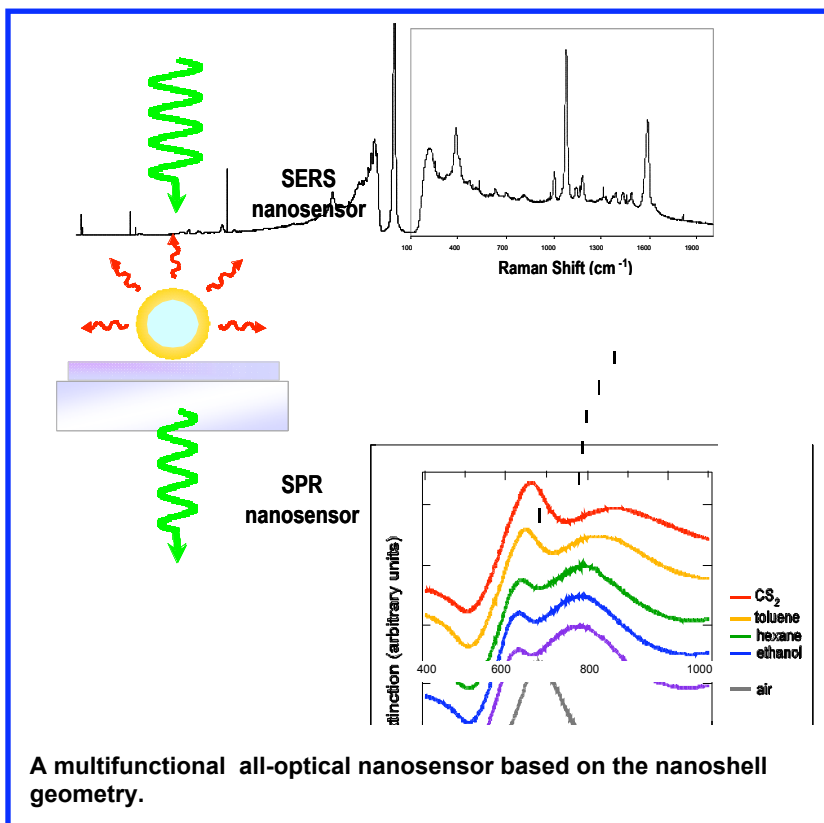 SERS
nanosensor
100 400 1000 1300 1600 1900
Raman Shift (cm⁻¹)
SPR
nanosensor
tinction (arbitrary units)
CS₂
toluene
hexane
ethanol
400 600 800 1000
air
A multifunctional all-optical nanosensor based on the nanoshell
geometry.